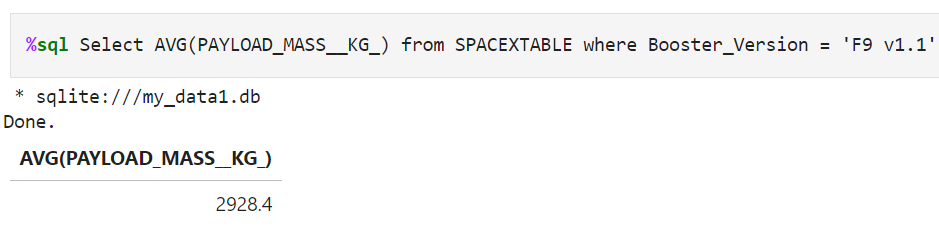 %sql Select AVG(PAYLOAD_MASS__KG_) from SPACEXTABLE where Booster_Version = 'F9 v1.1'
* sqlite:///my_data1.db
Done.
AVG(PAYLOAD_MASS__KG_)
2928.4